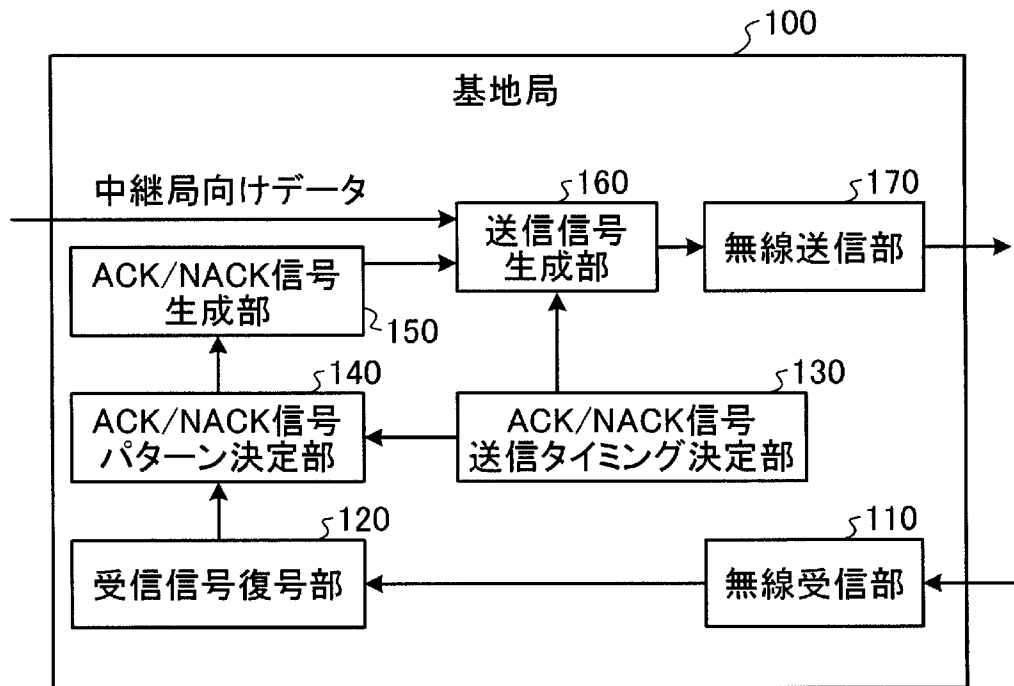 100
基地局
中継局向けデータ
160
送信信号
生成部
170
無線送信部
ACK/NACK信号
生成部
150
140
ACK/NACK信号
パターン決定部
130
ACK/NACK信号
送信タイミング決定部
120
受信信号復号部
110
無線受信部